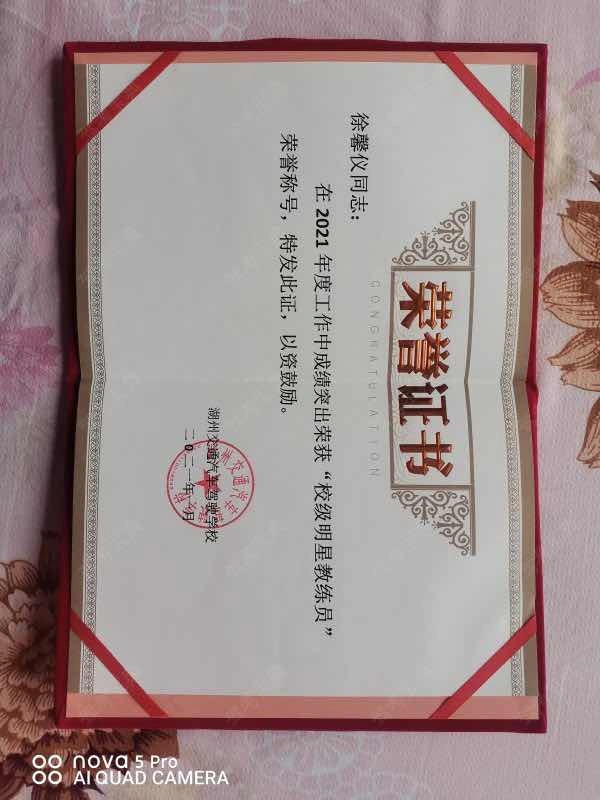 荣誉证书
CONGRATULATION
徐馨仪同志:
在2021年度工作中成绩突出荣获“校级明星教练员”
荣誉称号，特发此证，以资鼓励。
湖州交通汽车驾驶学校
二〇二一年 月
nova 5 Pro
AI QUAD CAMERA